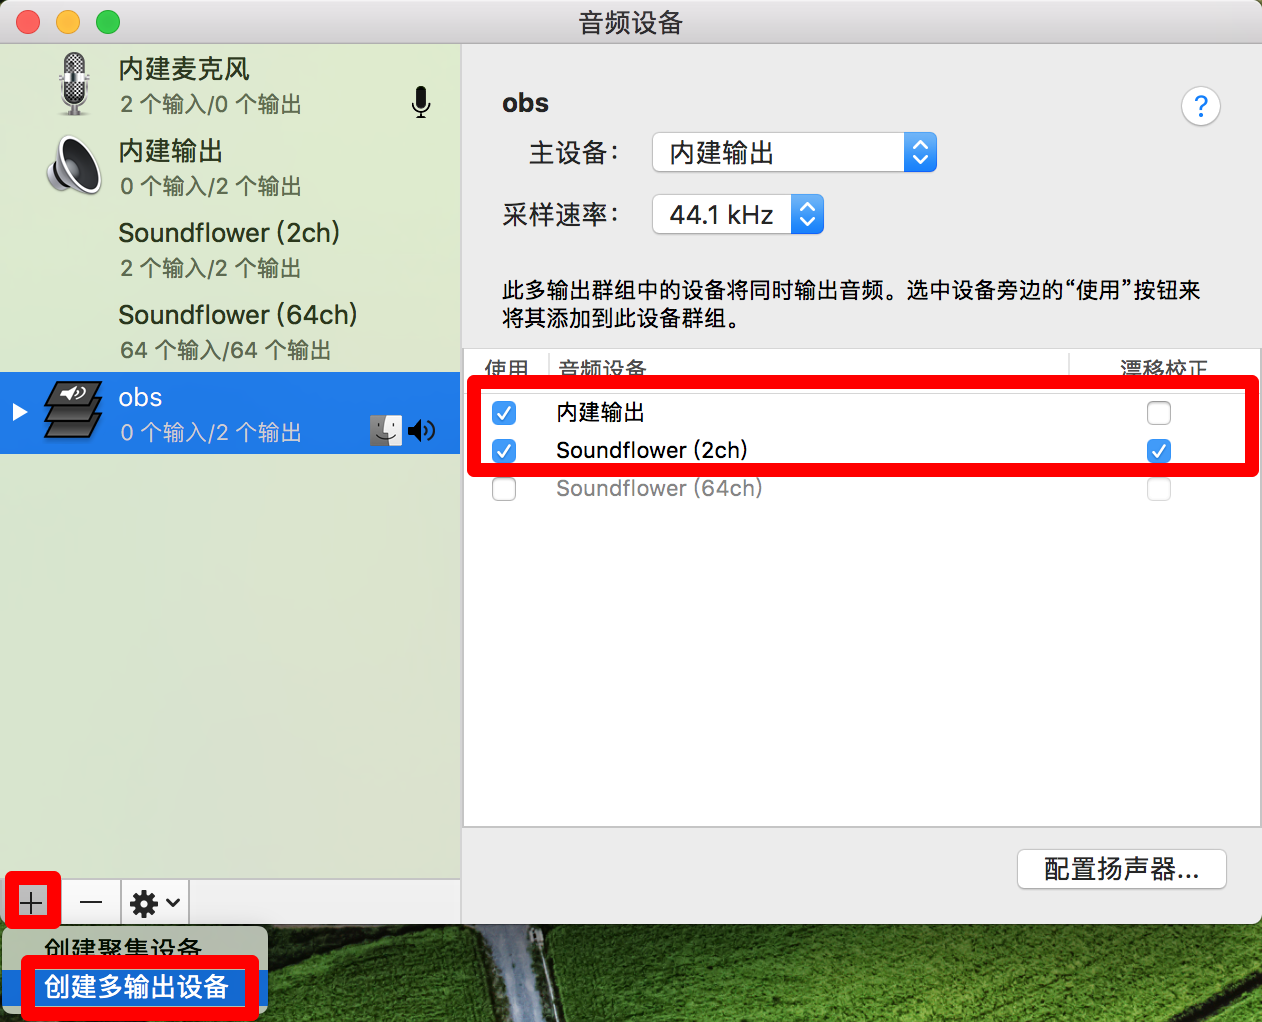 音频设备
内建麦克风
2 个输入/0 个输出
内建输出
0 个输入/2 个输出
Soundflower (2ch)
2 个输入/2 个输出
Soundflower (64ch)
64 个输入/64 个输出
obs
0 个输入/2 个输出
obs
?
主设备：
内建输出
采样速率：
44.1 kHz
此多输出群组中的设备将同时输出音频。选中设备旁边的“使用”按钮来
将其添加到此设备群组。
使用 音频设备 漂移校正
内建输出
Soundflower (2ch)
Soundflower (64ch)
配置扬声器...
创建聚集设备
创建多输出设备